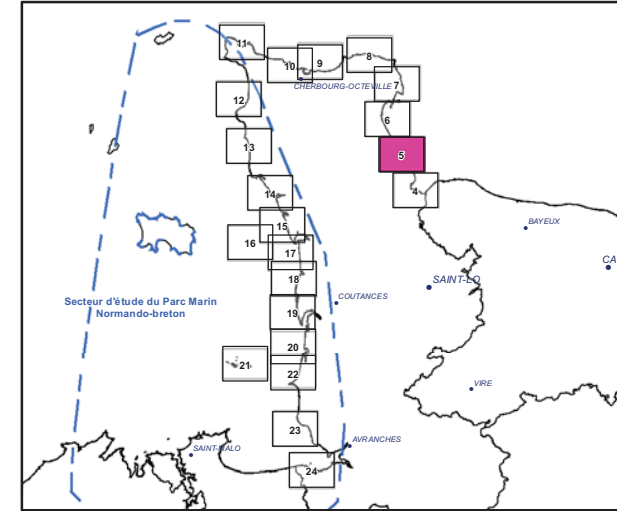 11
8
9
10
7
CHERBOURG-OCTEVILLE
12
6
13
5
14
4
15
BAYEUX
16
17
CA
18
SAINT-LO
Secteur d'étude du Parc Marin
Normando-breton
COUTANCES
19
20
21
22
VIRE
23
AVRANCHES
SAINT-MALO
24